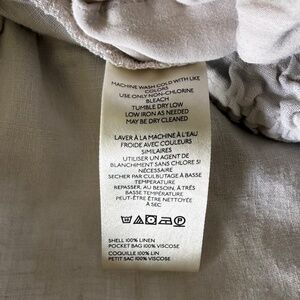 MACHINE WASH COLD WITH LIKE
COLORS
USE ONLY NON-CHLORINE
BLEACH
TUMBLE DRY LOW
LOW IRON AS NEEDED
MAY BE DRY CLEANED
LAVER À LA MACHINE À L'EAU
FROIDE AVEC COULEURS
SIMILAIRES
UTILISER UN AGENT DE
BLANCHIMENT SANS CHLORE SI
NÉCESSAIRE
SECHER PAR CULBUTAGE À BASSE
TEMPÉRATURE
REPASSER, AU BESOIN, À TRÈS
BASSE TEMPÉRATURE
PEUT-ÊTRE ÊTRE NETTOYÉE
À SEC
SHELL 100% LINEN
POCKET BAG 100% VISCOSE
COQUILLE 100% LIN
PETIT SAC 100% VISCOSE